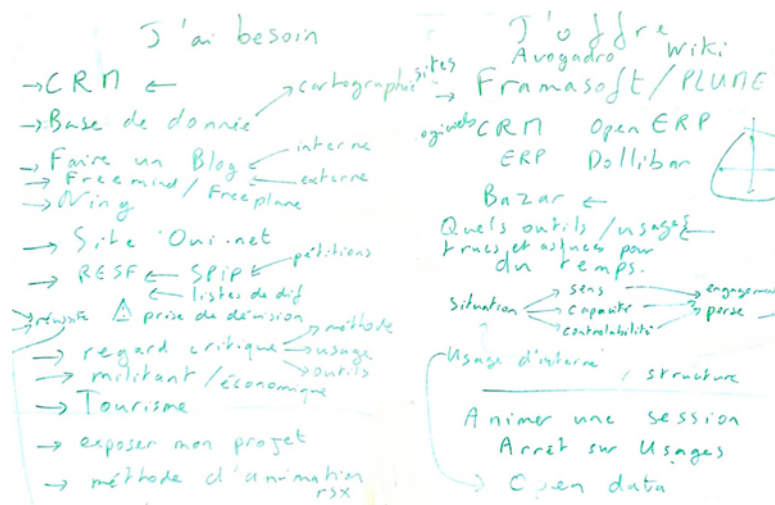 J'ai besoin
→ CRM ←
cartographie
→ Base de donnée
→ Faire un Blog
interne
externe
→ Freemind / Freeplane
→ Ning
→ Site Oui.net
→ RESF ← SPIP
pétitions
listes de dif
→ réussite ⚠ prise de décision
→ regard critique
méthode
usage
outils
→ militant / économique
→ Tourisme
→ exposer mon projet
→ méthode d'animation
rsx
J'offre
Avogadro Wiki
sites
→ Framasoft / PLUME
CRM Open ERP
ERP Dollibar
Bazar ←
Quels outils / usages ←
trucs et astuces pour
du temps.
Situation
sens
capacité
controlabilité
engagement
perse
Usage d'interne
/ structure
Animer une session
Arrêt sur Usages
→ Open data